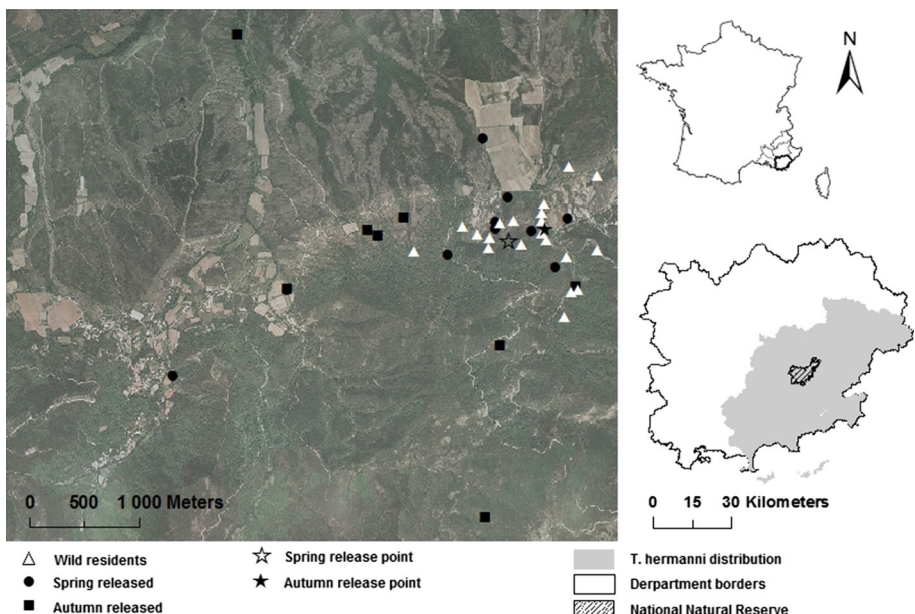 N
0 500 1 000 Meters
0 15 30 Kilometers
Wild residents
Spring released
Autumn released
Spring release point
Autumn release point
T. hermanni distribution
Derpartment borders
National Natural Reserve